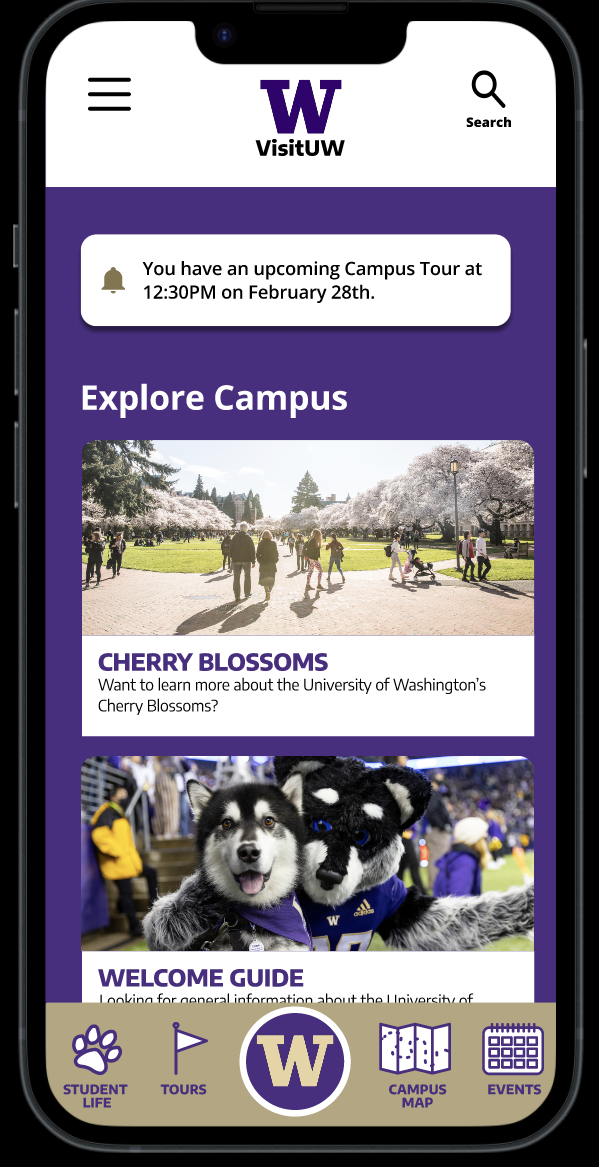 W
VisitUW
Search
You have an upcoming Campus Tour at
12:30PM on February 28th.
Explore Campus
CHERRY BLOSSOMS
Want to learn more about the University of Washington's
Cherry Blossoms?
W
adidas
WELCOME GUIDE
Looking for general information about the University of
STUDENT
LIFE
TOURS
W
CAMPUS
MAP
EVENTS